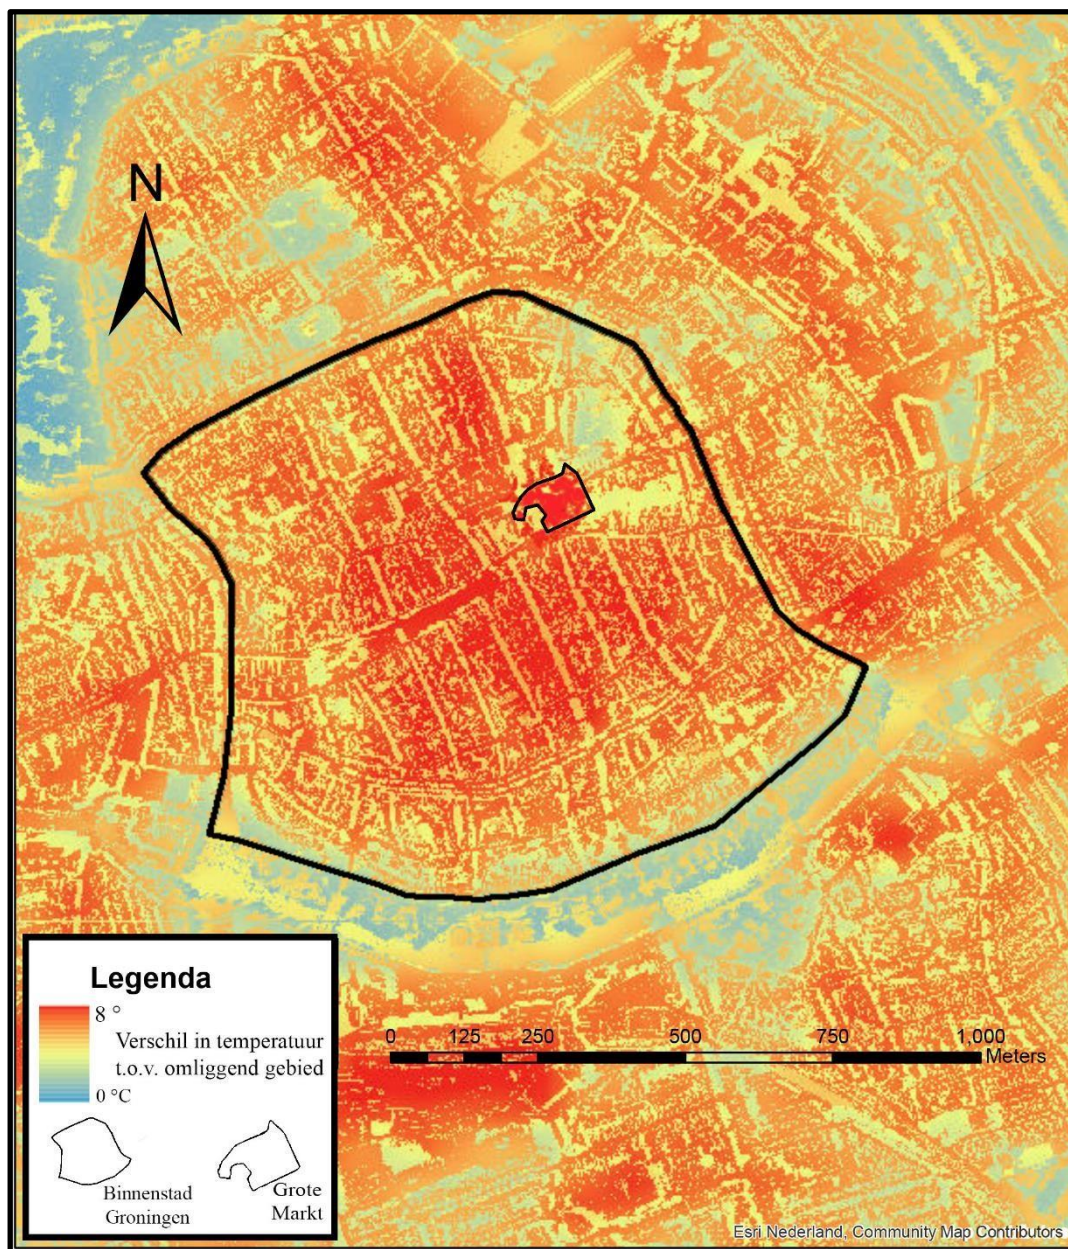 N
Legenda
8 °
Verschil in temperatuur
t.o.v. omliggend gebied
0 °C
Binnenstad
Groningen
Grote
Markt
0 125 250 500 750 1,000
Meters
Esri Nederland, Community Map Contributors